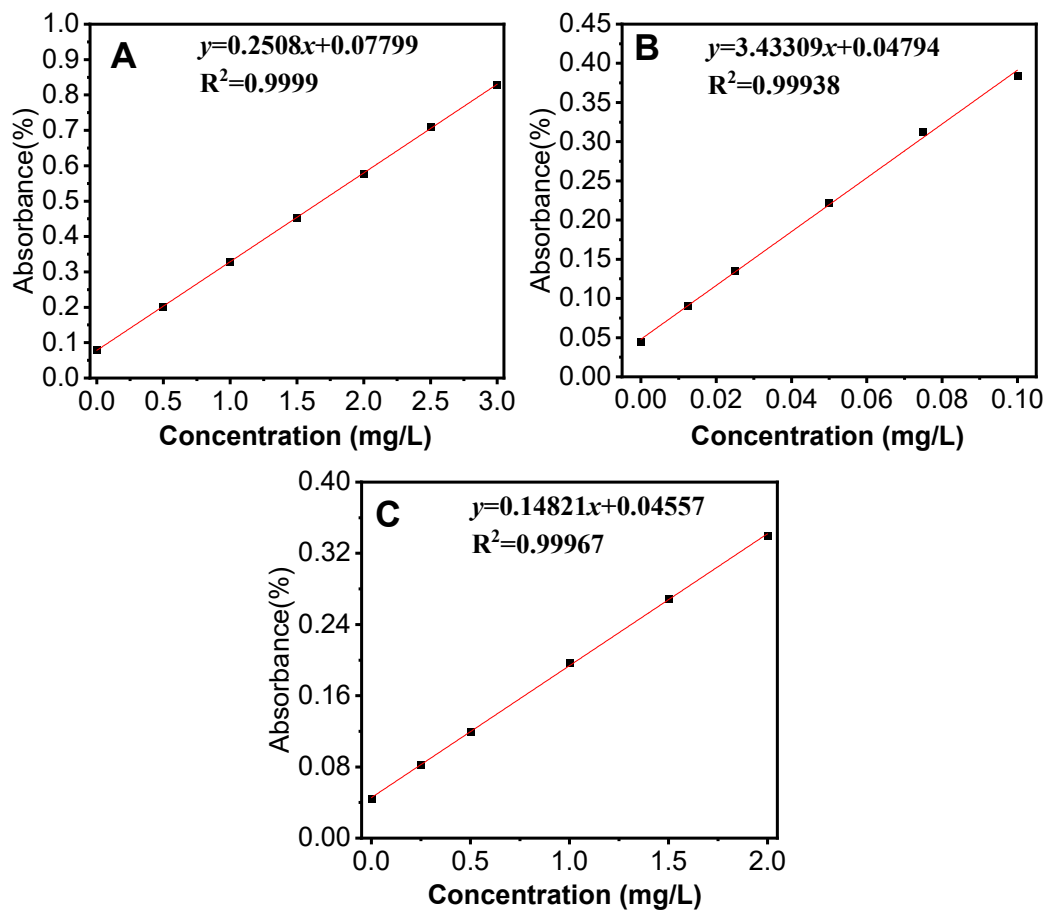 A
y=0.2508x+0.07799
R²=0.9999
Absorbance(%)
1.0
0.9
0.8
0.7
0.6
0.5
0.4
0.3
0.2
0.1
0.0
0.0 0.5 1.0 1.5 2.0 2.5 3.0
Concentration (mg/L)
B
y=3.43309x+0.04794
R²=0.99938
Absorbance(%)
0.45
0.40
0.35
0.30
0.25
0.20
0.15
0.10
0.05
0.00
0.00 0.02 0.04 0.06 0.08 0.10
Concentration (mg/L)
C
y=0.14821x+0.04557
R²=0.99967
Absorbance(%)
0.40
0.32
0.24
0.16
0.08
0.00
0.0 0.5 1.0 1.5 2.0
Concentration (mg/L)